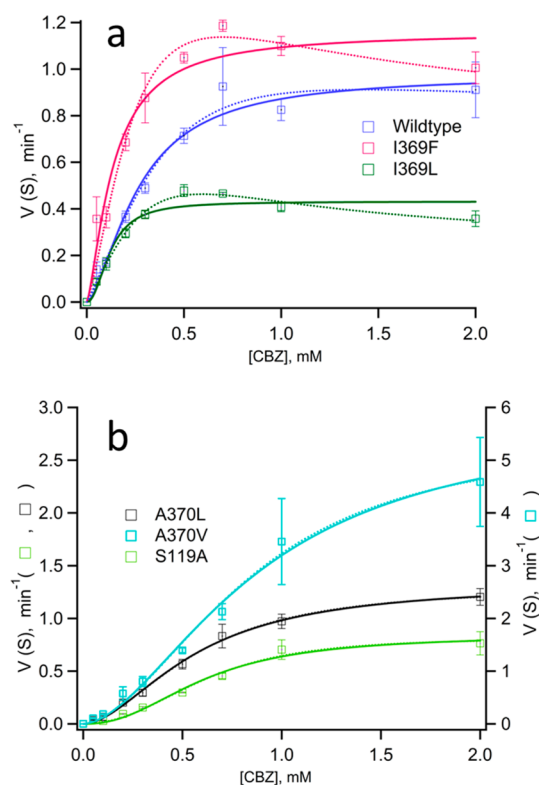 a
1.2
1.0
0.8
0.6
0.4
0.2
0.0
V (S), min⁻¹
Wildtype
I369F
I369L
0.0 0.5 1.0 1.5 2.0
[CBZ], mM
b
3.0
2.5
2.0
1.5
1.0
0.5
0.0
V (S), min⁻¹( , )
A370L
A370V
S119A
6
5
4
3
2
1
0
V (S), min⁻¹( )
0.0 0.5 1.0 1.5 2.0
[CBZ], mM